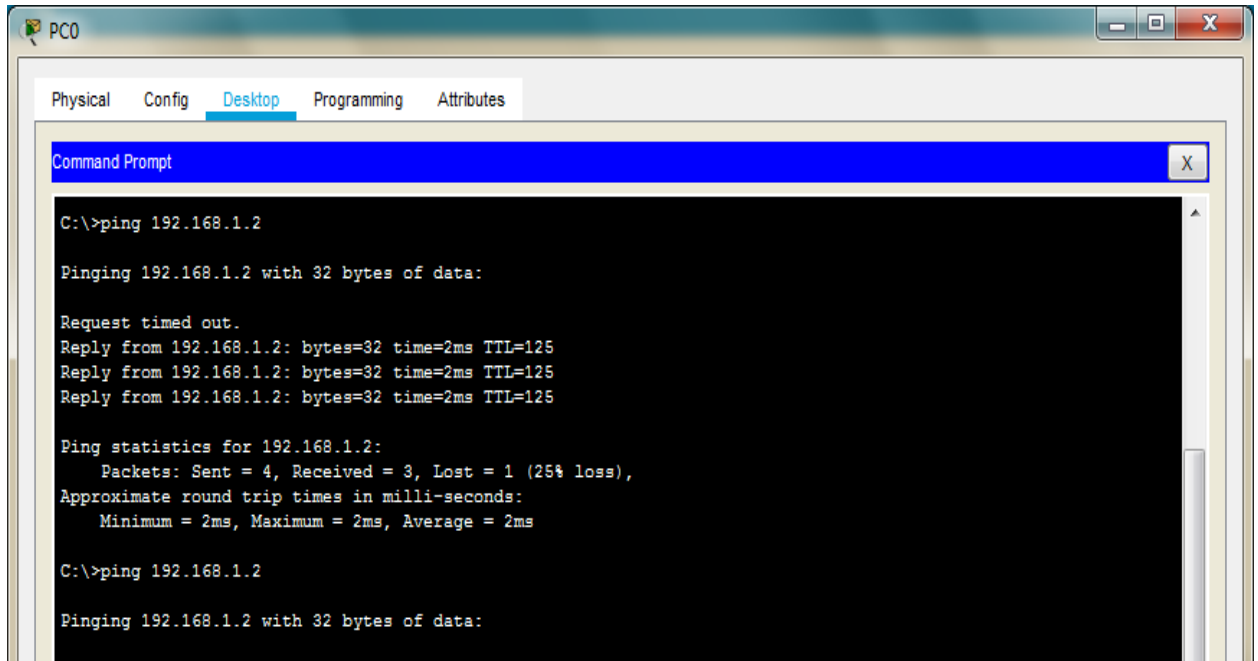 PC0
X
Physical Config Desktop Programming Attributes
Command Prompt
X
C:\>ping 192.168.1.2
Pinging 192.168.1.2 with 32 bytes of data:
Request timed out.
Reply from 192.168.1.2: bytes=32 time=2ms TTL=125
Reply from 192.168.1.2: bytes=32 time=2ms TTL=125
Reply from 192.168.1.2: bytes=32 time=2ms TTL=125
Ping statistics for 192.168.1.2:
Packets: Sent = 4, Received = 3, Lost = 1 (25% loss),
Approximate round trip times in milli-seconds:
Minimum = 2ms, Maximum = 2ms, Average = 2ms
C:\>ping 192.168.1.2
Pinging 192.168.1.2 with 32 bytes of data: